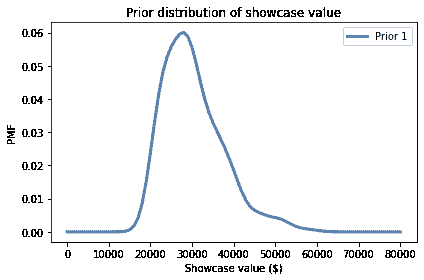 Prior distribution of showcase value
Prior 1
0.06
0.05
0.04
0.03
0.02
0.01
0.00
PMF
0 10000 20000 30000 40000 50000 60000 70000 80000
Showcase value ($)